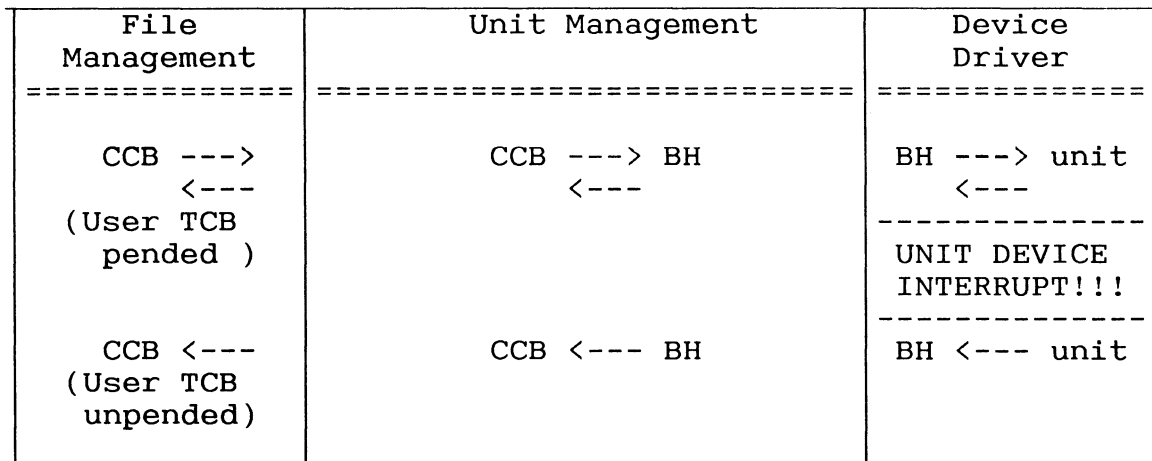 File Unit Management Device
Management Driver
============== ============================ ==============
CCB ---> CCB ---> BH BH ---> unit
<--- <--- <---
(User TCB --------------
pended ) UNIT DEVICE
INTERRUPT!!!
--------------
CCB <--- CCB <--- BH BH <--- unit
(User TCB
unpended)